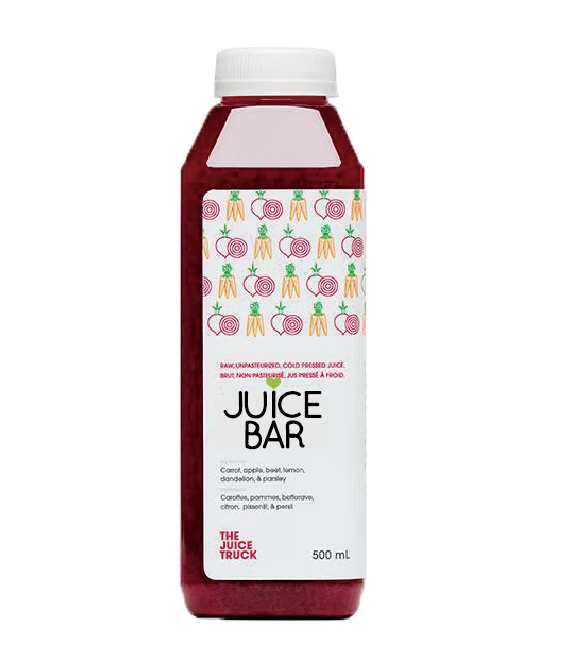 RAW, UNPASTEURIZED, COLD PRESSED JUICE.
BRUT, NON PASTEURISÉ, JUS PRESSÉ À FROID.
JUICE
BAR
Carrot, apple, beet, lemon,
dandelion, & parsley
Carottes, pommes, betterave,
citron, pissenlit, & persil
THE
JUICE
TRUCK
500 mL